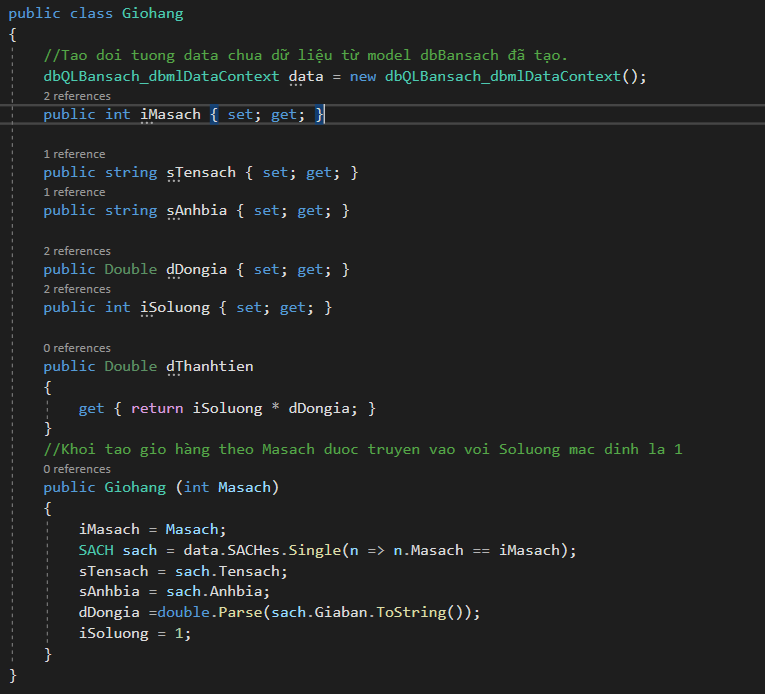 public class Giohang
{
//Tao doi tuong data chua dữ liệu từ model dbBansach đã tạo.
dbQLBansach_dbmlDataContext data = new dbQLBansach_dbmlDataContext();
2 references
public int iMasach { set; get; }
1 reference
public string sTensach { set; get; }
1 reference
public string sAnhbia { set; get; }
2 references
public Double dDongia { set; get; }
2 references
public int iSoluong { set; get; }
0 references
public Double dThanhtien
{
get { return iSoluong * dDongia; }
}
//Khoi tao gio hàng theo Masach duoc truyen vao voi Soluong mac dinh la 1
0 references
public Giohang (int Masach)
{
iMasach = Masach;
SACH sach = data.SACHes.Single(n => n.Masach == iMasach);
sTensach = sach.Tensach;
sAnhbia = sach.Anhbia;
dDongia =double.Parse(sach.Giaban.ToString());
iSoluong = 1;
}
}